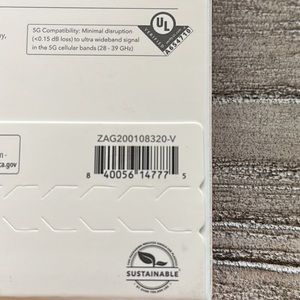 y,
5G Compatibility: Minimal disruption
(<0.15 dB loss) to ultra wideband signal
in the 5G cellular bands (28 - 39 GHz)
UL
m -
ca.gov
ZAG200108320-V
8 40056 14777 5
SUSTAINABLE